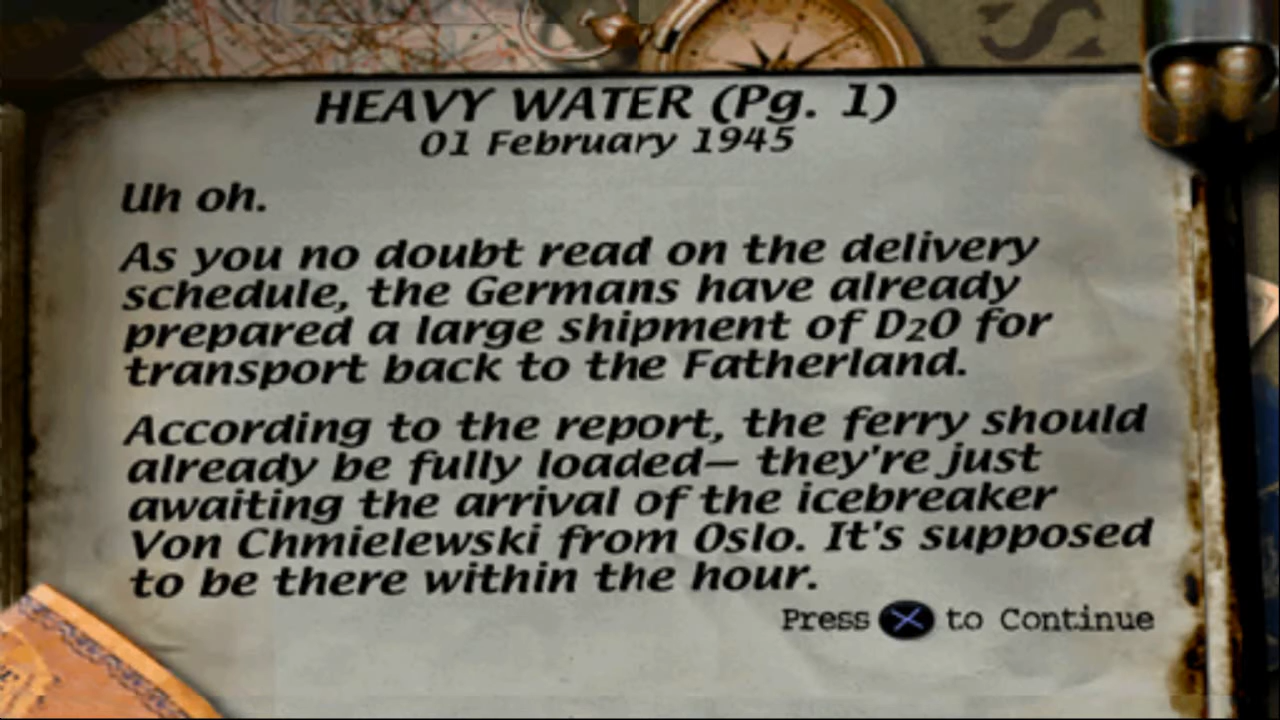 HEAVY WATER (Pg. 1)
01 February 1945
Uh oh.
As you no doubt read on the delivery
schedule, the Germans have already
prepared a large shipment of D2O for
transport back to the Fatherland.
According to the report, the ferry should
already be fully loaded— they're just
awaiting the arrival of the icebreaker
Von Chmielewski from Oslo. It's supposed
to be there within the hour.
Press X to Continue